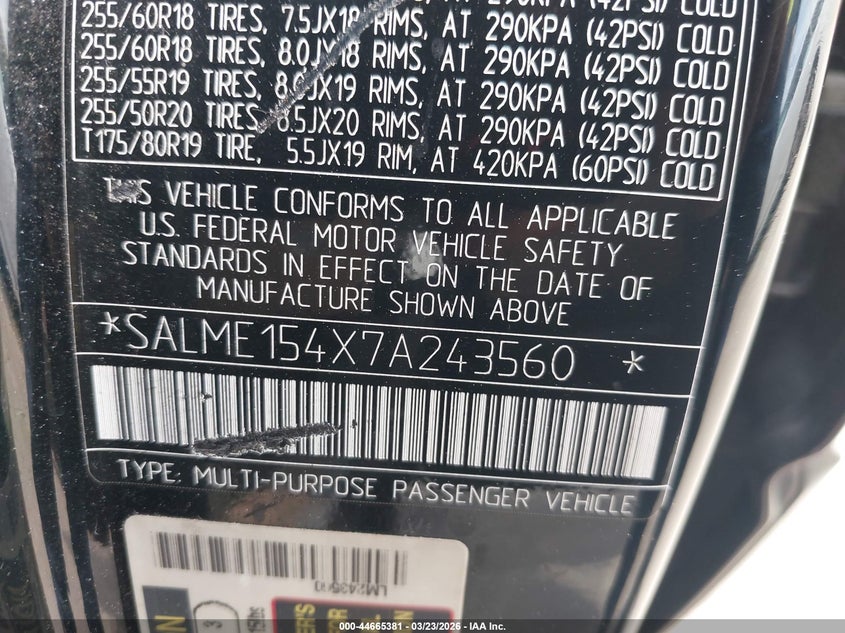 255/60R18 TIRES, 7.5JX18 RIMS, AT 290KPA (42PSI) COLD
255/60R18 TIRES, 8.0JX18 RIMS, AT 290KPA (42PSI) COLD
255/55R19 TIRES, 8.0JX19 RIMS, AT 290KPA (42PSI) COLD
255/50R20 TIRES, 8.5JX20 RIMS, AT 290KPA (42PSI) COLD
T175/80R19 TIRE, 5.5JX19 RIM, AT 420KPA (60PSI) COLD
THIS VEHICLE CONFORMS TO ALL APPLICABLE
U.S. FEDERAL MOTOR VEHICLE SAFETY
STANDARDS IN EFFECT ON THE DATE OF
MANUFACTURE SHOWN ABOVE
*SALME154X7A243560 *
TYPE: MULTI-PURPOSE PASSENGER VEHICLE
3
000-44665381 | 03/23/2026 | IAA Inc.